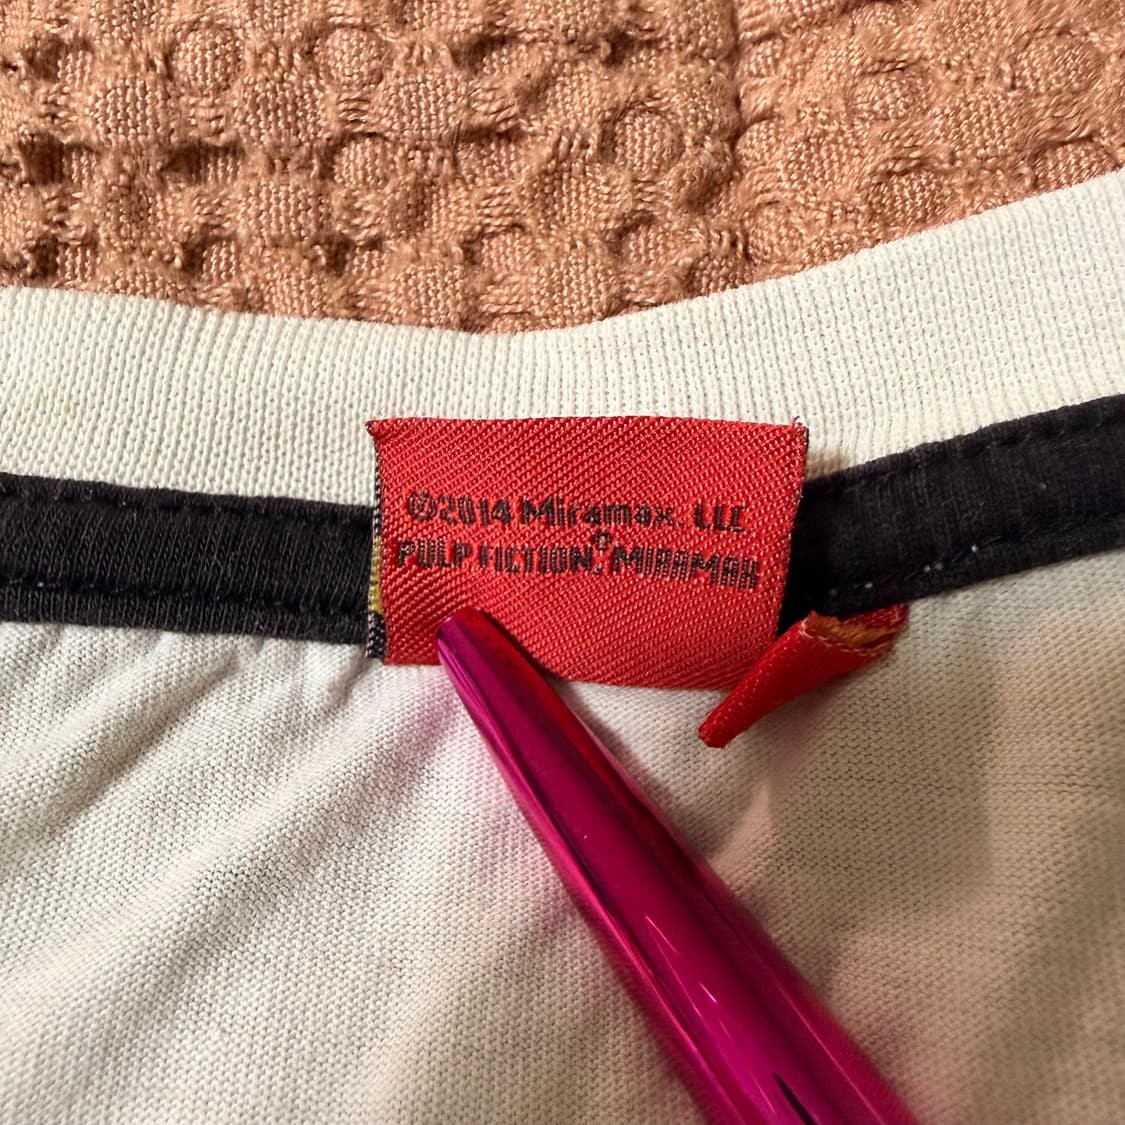 ©2014 Miramax, LLC
PULP FICTION,® MIRAMAX